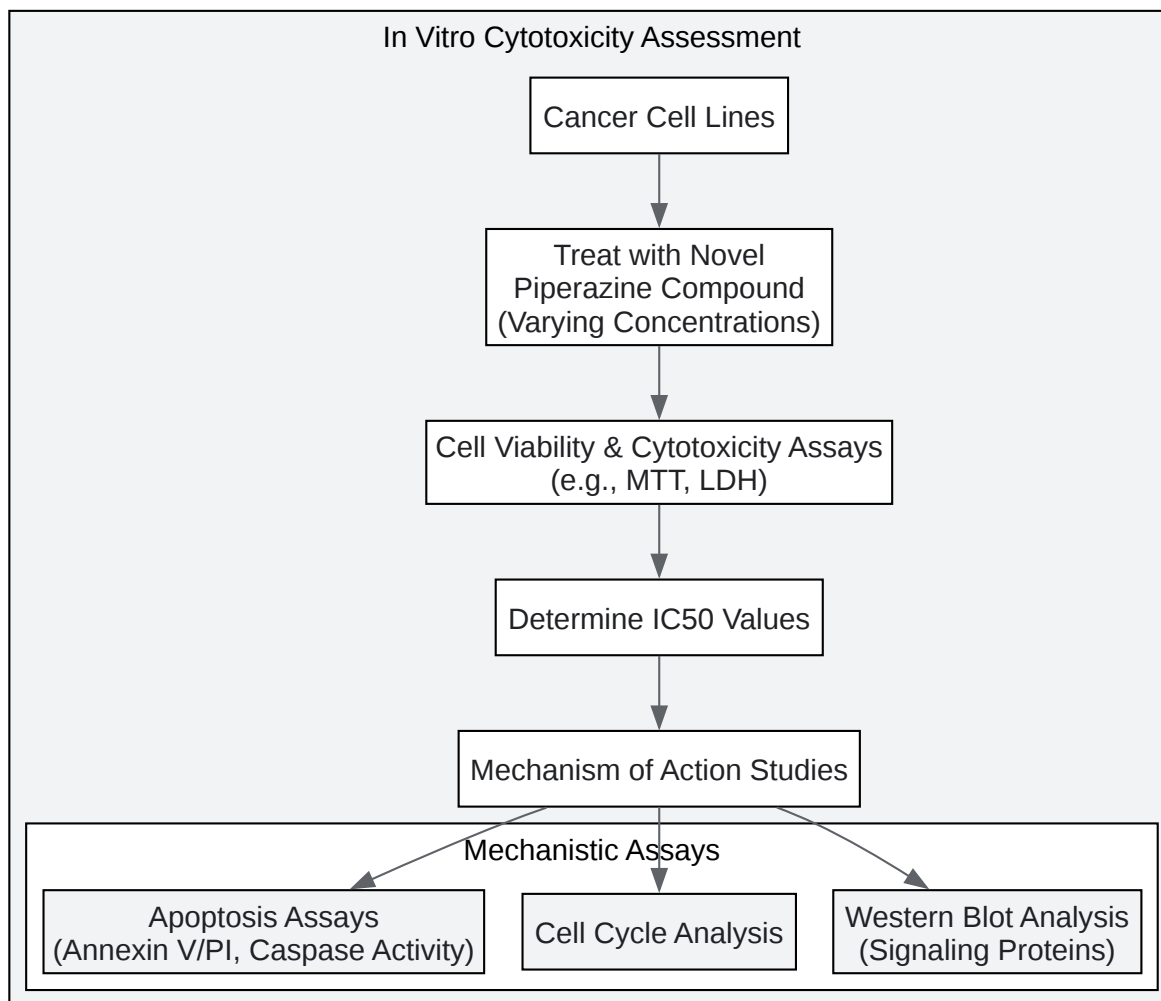 In Vitro Cytotoxicity Assessment
Cancer Cell Lines
Treat with Novel
Piperazine Compound
(Varying Concentrations)
Cell Viability & Cytotoxicity Assays
(e.g., MTT, LDH)
Determine IC50 Values
Mechanism of Action Studies
Mechanistic Assays
Apoptosis Assays
(Annexin V/PI, Caspase Activity)
Cell Cycle Analysis
Western Blot Analysis
(Signaling Proteins)